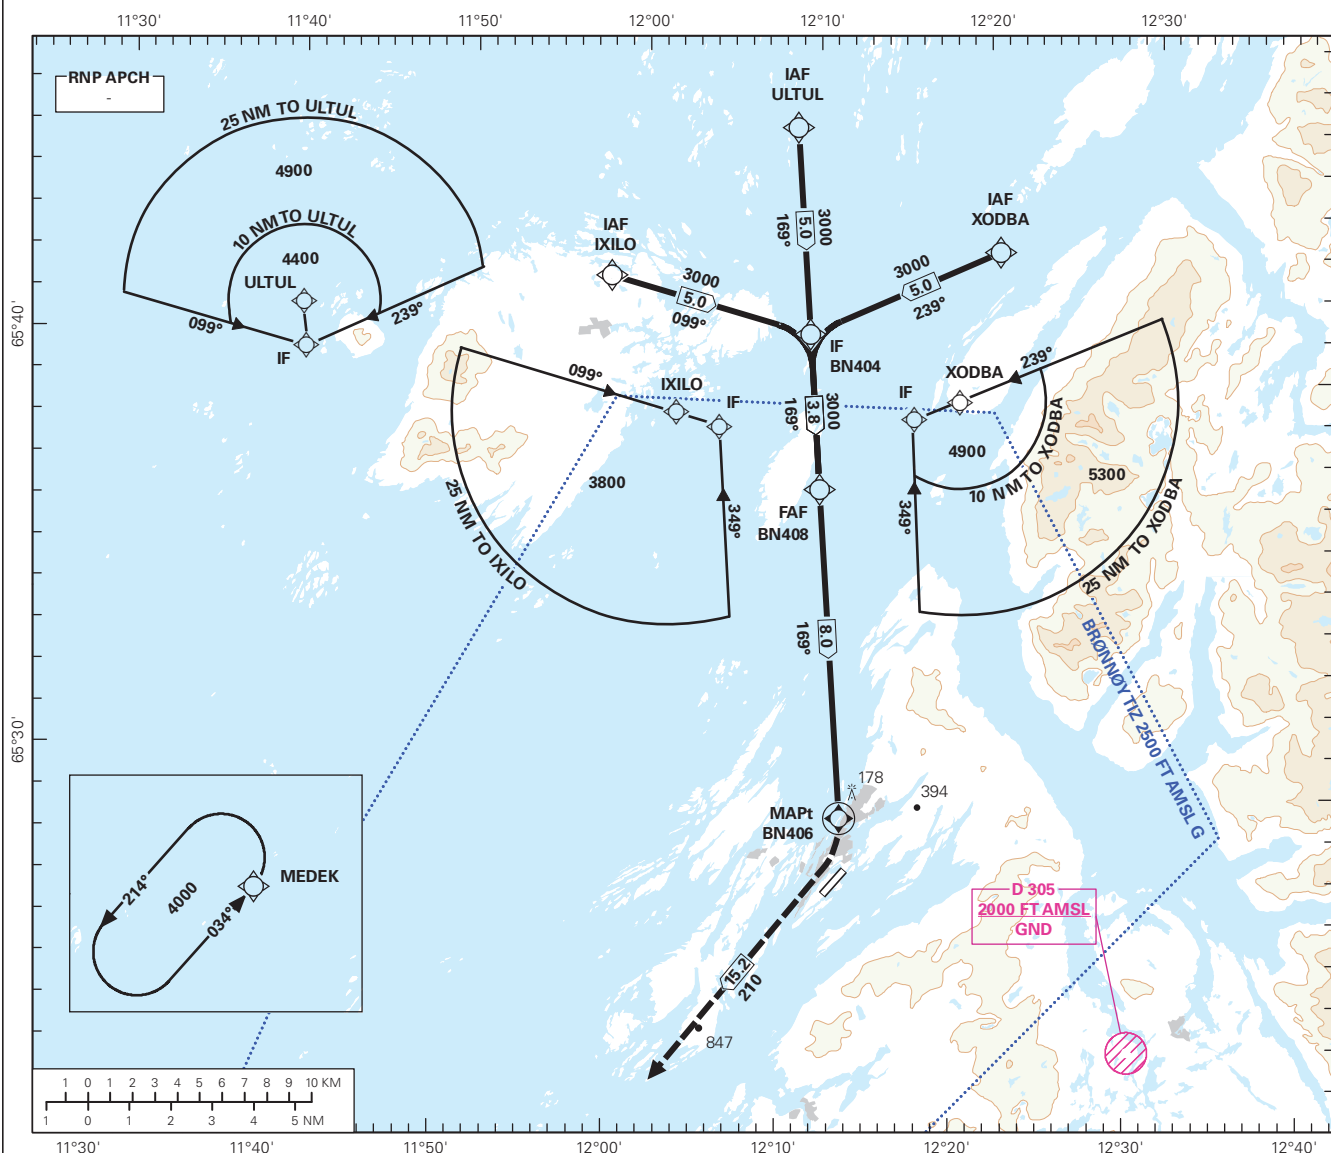 11°30'
11°40'
11°50'
12°00'
12°10'
12°20'
12°30'
RNP APCH
-
25 NM TO ULTUL
4900
10 NM TO ULTUL
4400
ULTUL
099°
239°
IF
IAF
ULTUL
5.0
3000
169°
IAF
IXILO
3000
5.0
099°
IAF
XODBA
3000
5.0
239°
65°40'
IF
BN404
3.8
3000
169°
099°
IXILO
IF
3800
349°
25 NM TO IXILO
XODBA
239°
IF
4900
10 NM TO XODBA
5300
349°
25 NM TO XODBA
FAF
BN408
8.0
169°
BRØNNØY TIZ 2500 FT AMSL G
65°30'
178
394
MAPt
BN406
MEDEK
214°
4000
034°
D 305
2000 FT AMSL
GND
15.2
210
847
1 0 1 2 3 4 5 6 7 8 9 10 KM
1 0 1 2 3 4 5 NM
11°30'
11°40'
11°50'
12°00'
12°10'
12°20'
12°30'
12°40'